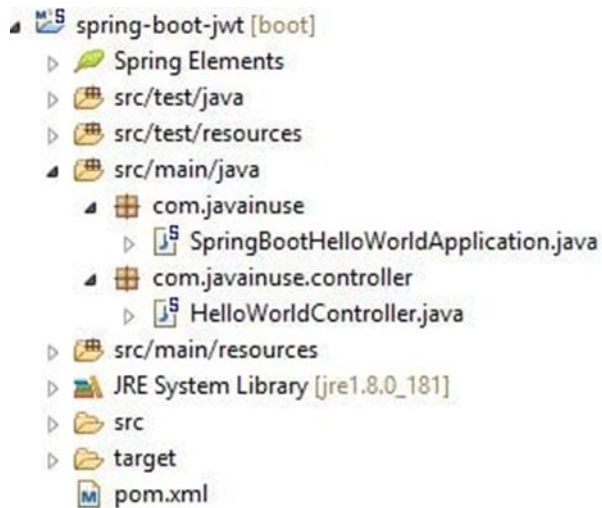 spring-boot-jwt [boot]
Spring Elements
src/test/java
src/test/resources
src/main/java
com.javainuse
SpringBootHelloWorldApplication.java
com.javainuse.controller
HelloWorldController.java
src/main/resources
JRE System Library [jre1.8.0_181]
src
target
pom.xml